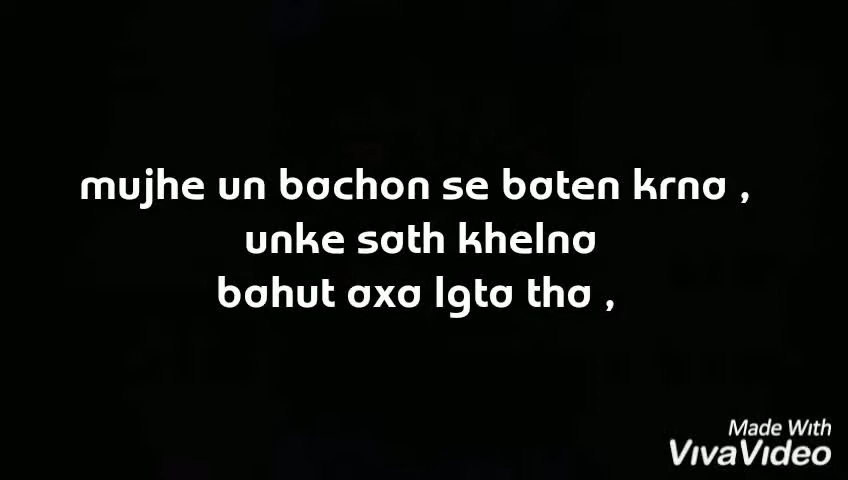 mujhe un bachon se baten krna ,
unke sath khelna
bahut axa lgta tha ,
Made With
VivaVideo